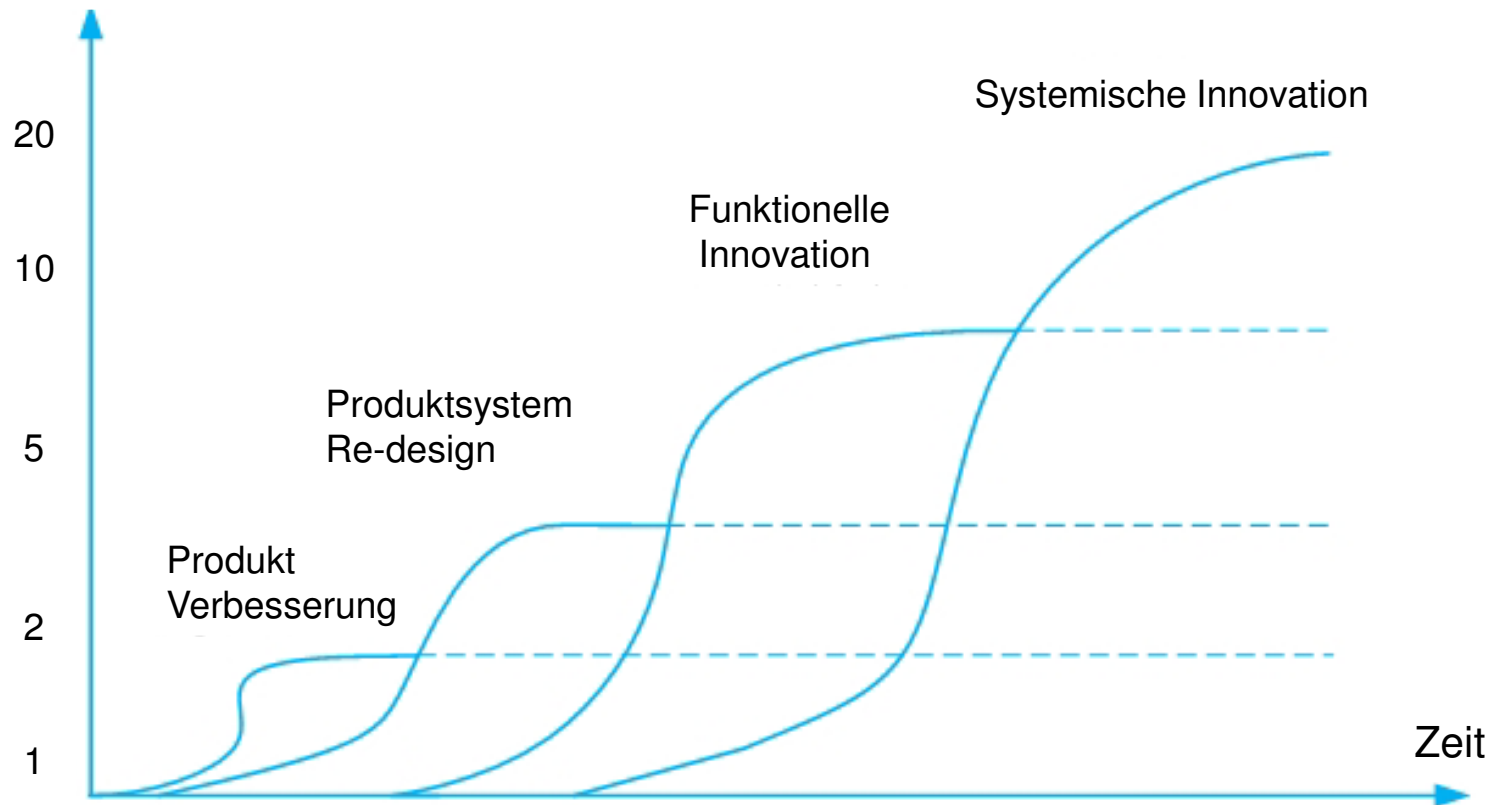 Systemische Innovation
20
Funktionelle
Innovation
10
Produktsystem
Re-design
5
Produkt
Verbesserung
2
Zeit
1